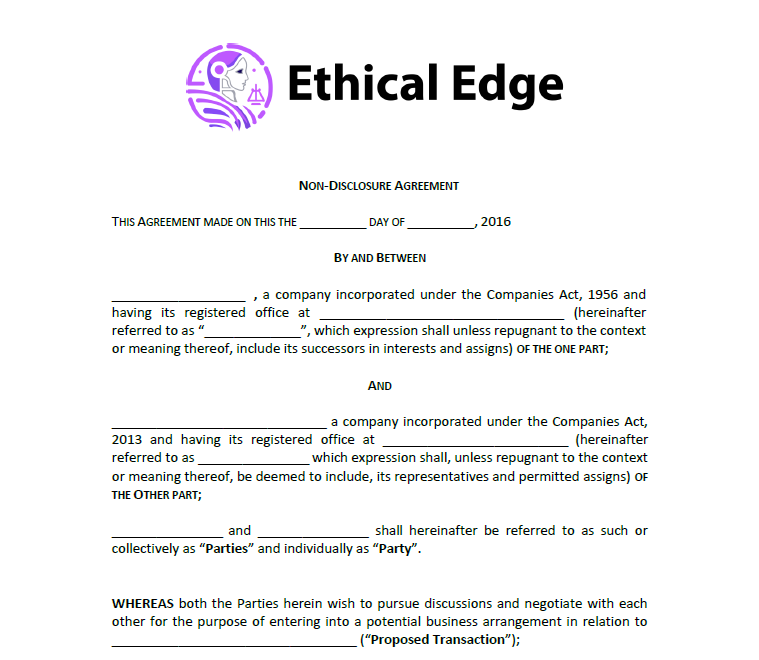 Ethical Edge
NON-DISCLOSURE AGREEMENT
THIS AGREEMENT MADE ON THIS THE __________ DAY OF __________, 2016
BY AND BETWEEN
____________________ , a company incorporated under the Companies Act, 1956 and
having its registered office at _____________________________________ (hereinafter
referred to as “______________”, which expression shall unless repugnant to the context
or meaning thereof, include its successors in interests and assigns) OF THE ONE PART;
AND
________________________________ a company incorporated under the Companies Act,
2013 and having its registered office at ____________________________ (hereinafter
referred to as ________________ which expression shall, unless repugnant to the context
or meaning thereof, be deemed to include, its representatives and permitted assigns) OF
THE OTHER PART;
________________ and ________________ shall hereinafter be referred to as such or
collectively as “Parties” and individually as “Party”.
WHEREAS both the Parties herein wish to pursue discussions and negotiate with each
other for the purpose of entering into a potential business arrangement in relation to
____________________________________ (“Proposed Transaction”);